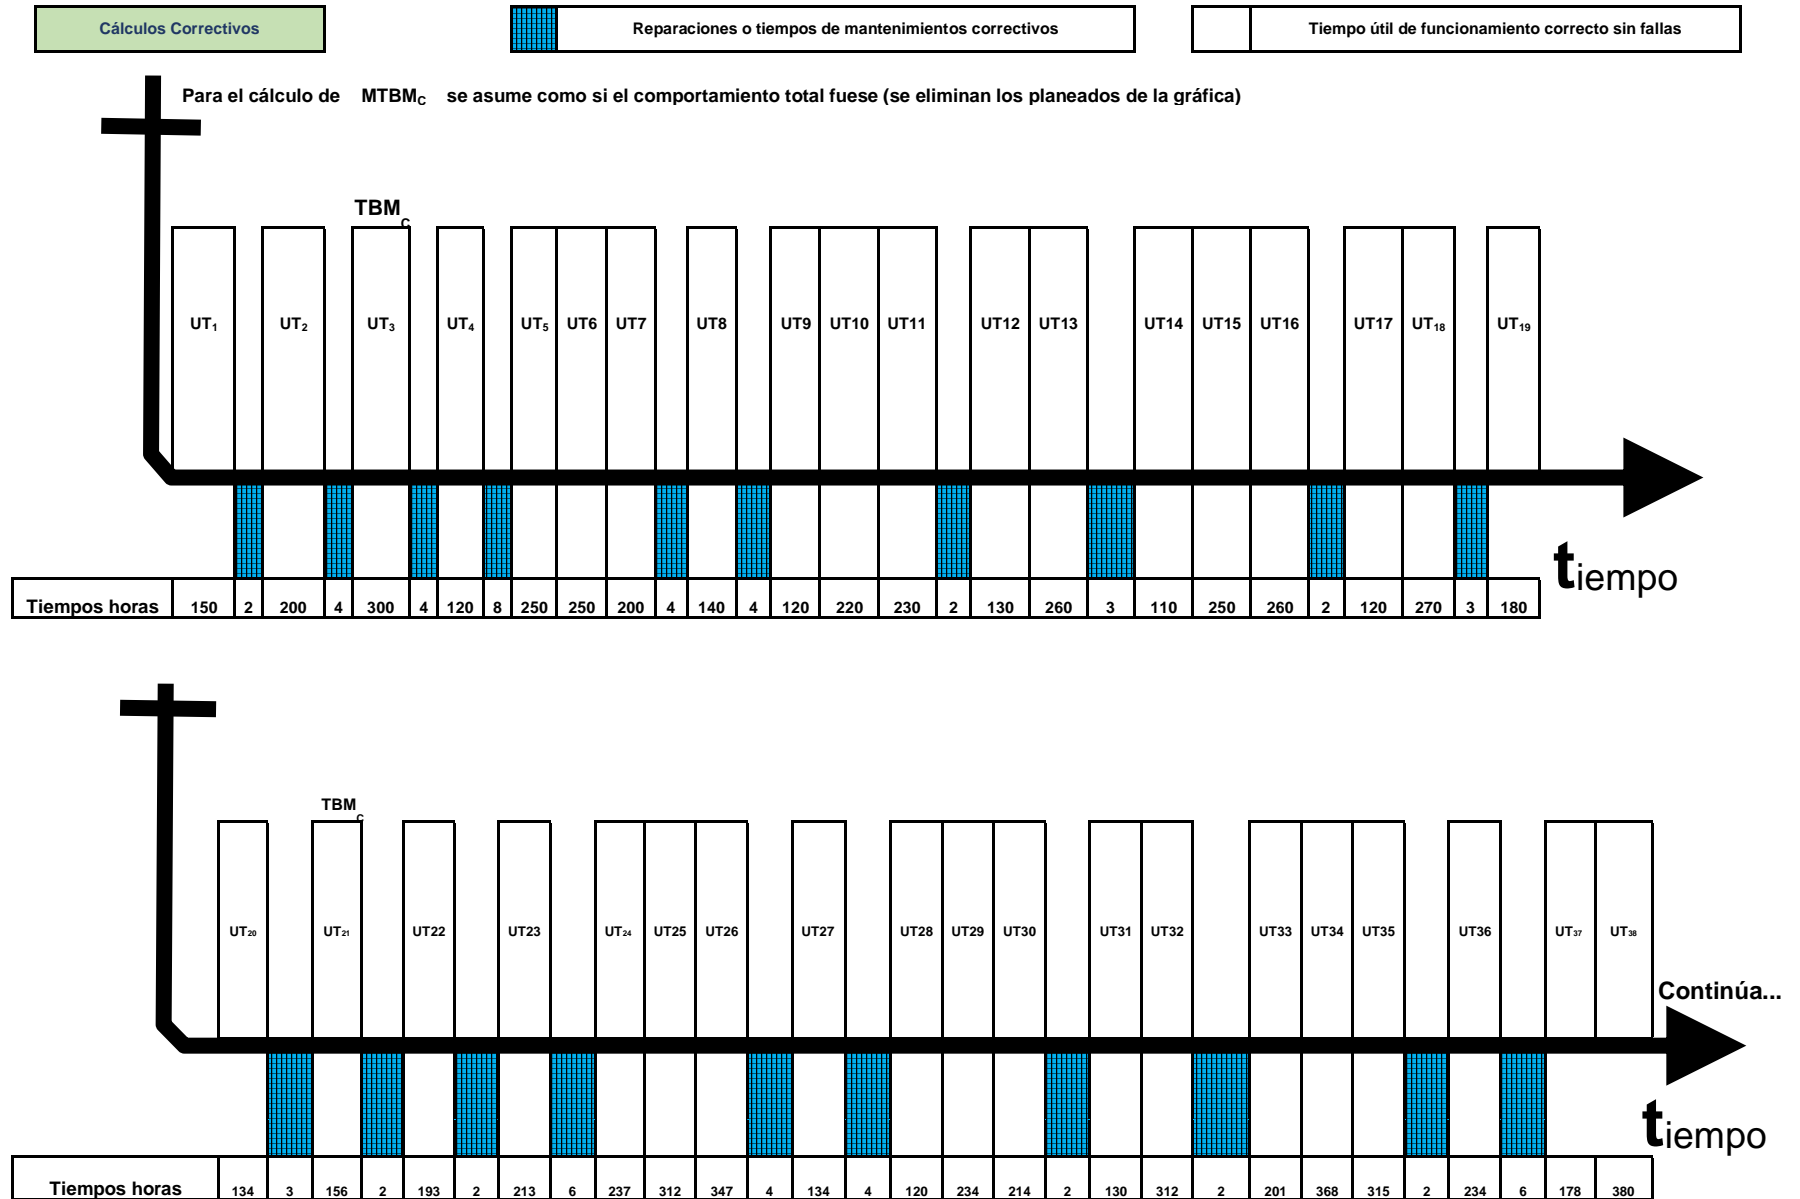 Cálculos Correctivos
Reparaciones o tiempos de mantenimientos correctivos
Tiempo útil de funcionamiento correcto sin fallas
Para el cálculo de MTBM_C se asume como si el comportamiento total fuese (se eliminan los planeados de la gráfica)
TBM_C
UT₁ UT₂ UT₃ UT₄ UT₅ UT6 UT7 UT8 UT9 UT10 UT11 UT12 UT13 UT14 UT15 UT16 UT17 UT₁₈ UT₁₉
tiempo
Tiempos horas 150 2 200 4 300 4 120 8 250 250 200 4 140 4 120 220 230 2 130 260 3 110 250 260 2 120 270 3 180
TBM_C
UT₂₀ UT₂₁ UT22 UT23 UT₂₄ UT25 UT26 UT27 UT28 UT29 UT30 UT31 UT32 UT33 UT34 UT35 UT36 UT₃₇ UT₃₈
Continúa...
tiempo
Tiempos horas 134 3 156 2 193 2 213 6 237 312 347 4 134 4 120 234 214 2 130 312 2 201 368 315 2 234 6 178 380